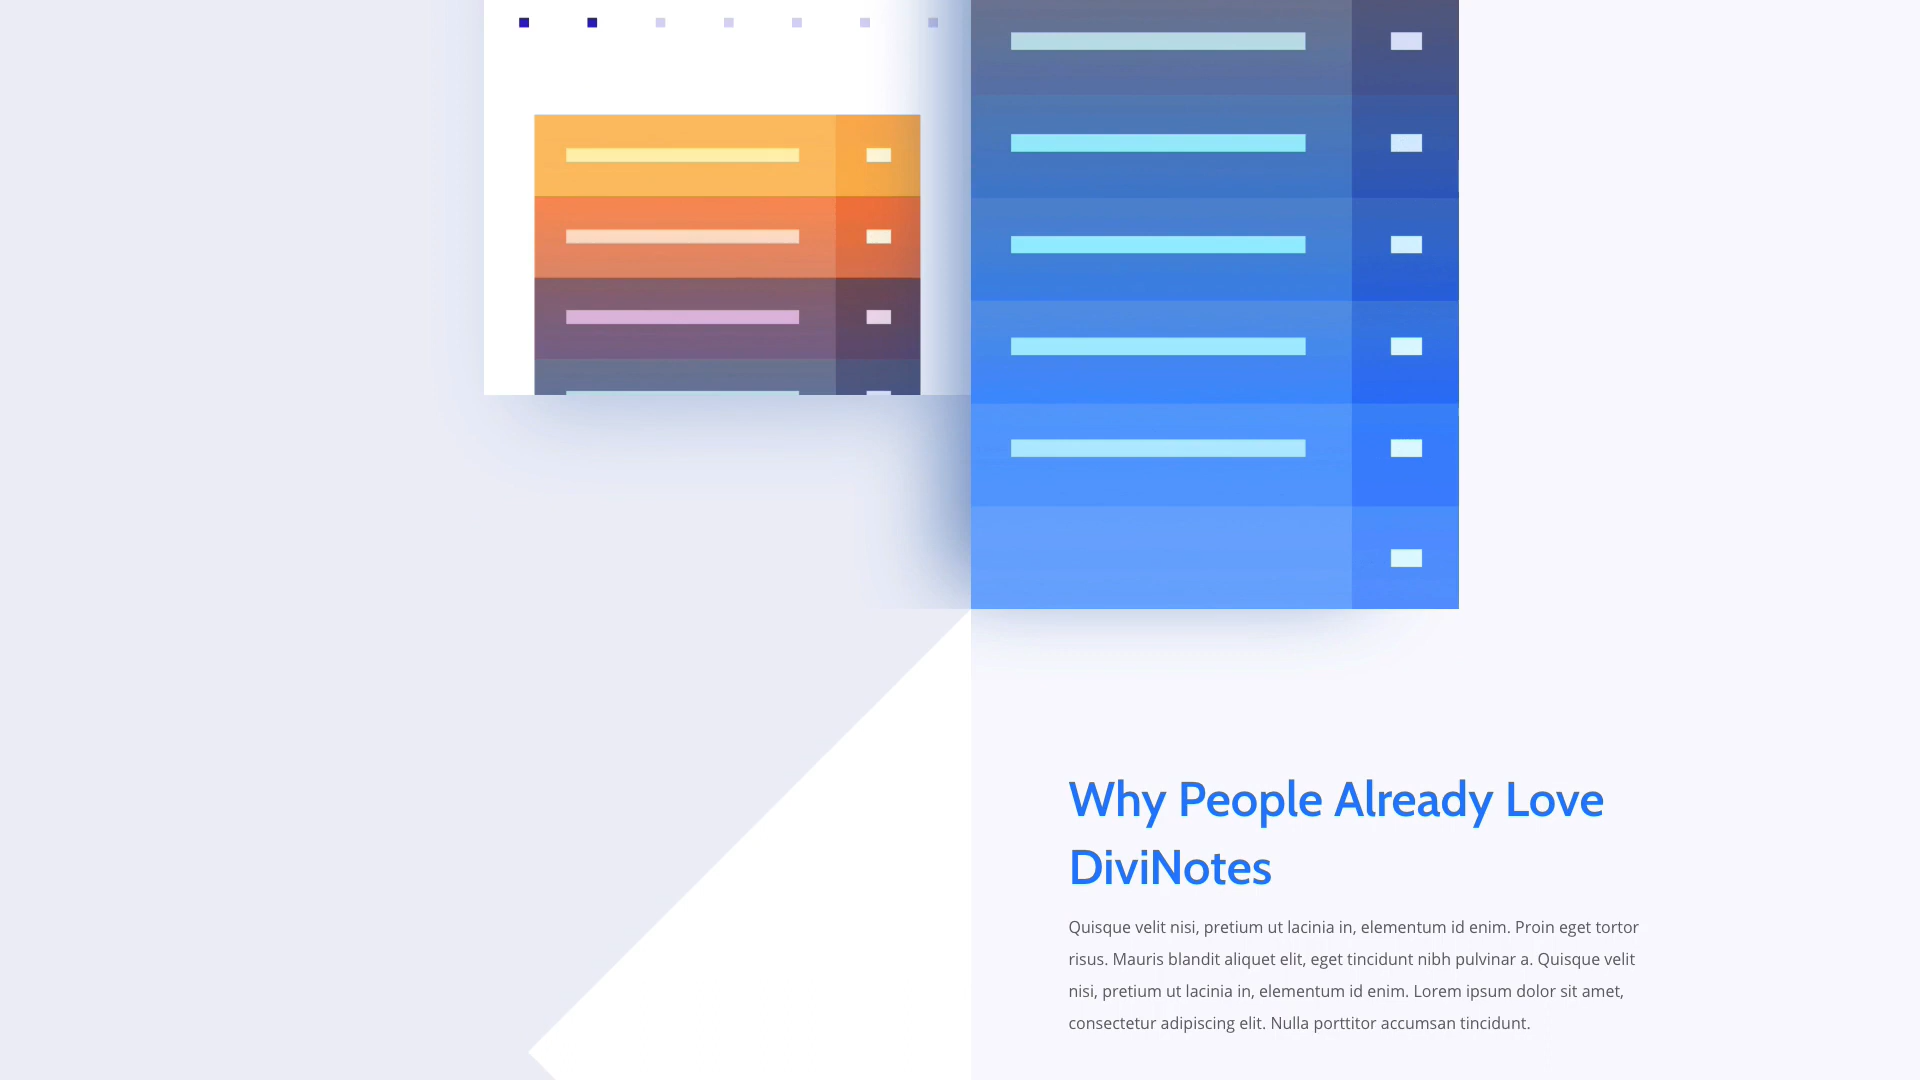 Why People Already Love
DiviNotes
Quisque velit nisi, pretium ut lacinia in, elementum id enim. Proin eget tortor
risus. Mauris blandit aliquet elit, eget tincidunt nibh pulvinar a. Quisque velit
nisi, pretium ut lacinia in, elementum id enim. Lorem ipsum dolor sit amet,
consectetur adipiscing elit. Nulla porttitor accumsan tincidunt.